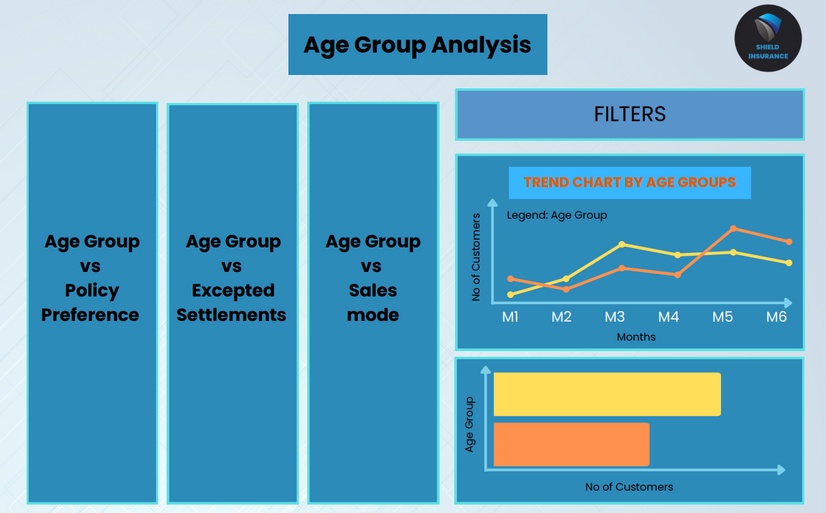 Age Group Analysis
SHIELD
INSURANCE
Age Group
vs
Policy
Preference
Age Group
vs
Excepted
Settlements
Age Group
vs
Sales
mode
FILTERS
TREND CHART BY AGE GROUPS
Legend: Age Group
No of Customers
M1 M2 M3 M4 M5 M6
Months
Age Group
No of Customers